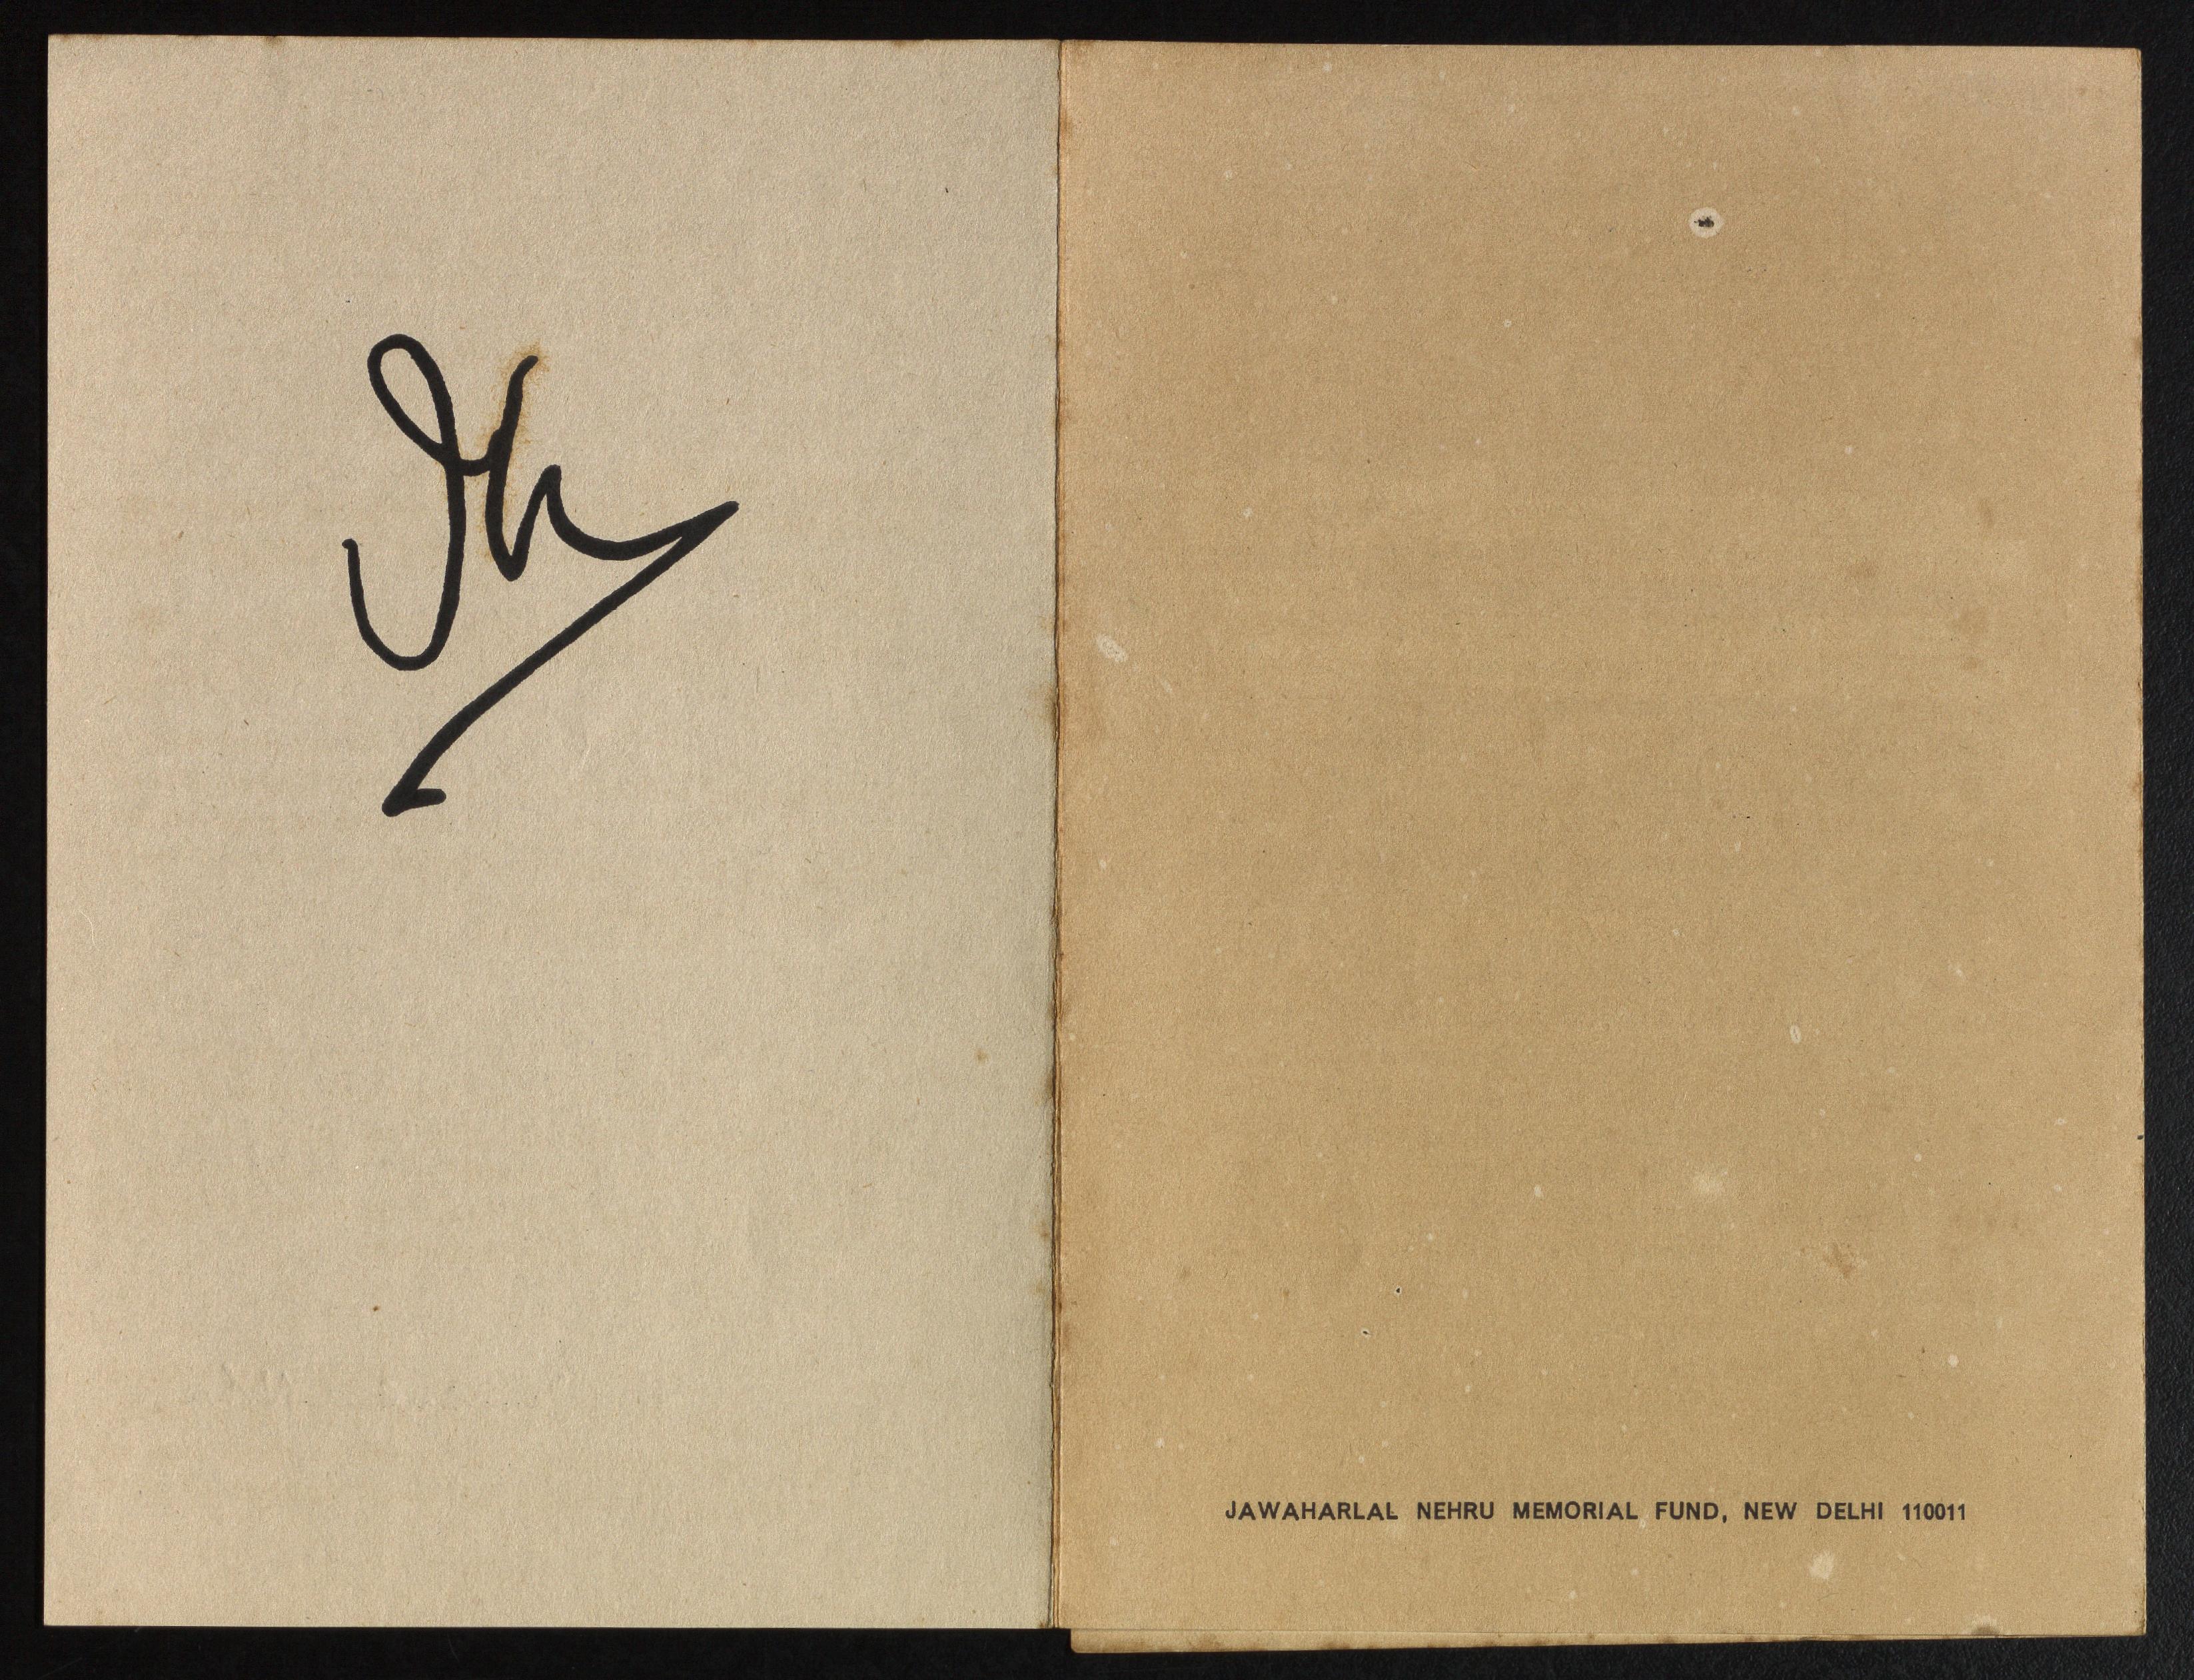 JAWAHARLAL NEHRU MEMORIAL FUND, NEW DELHI 110011